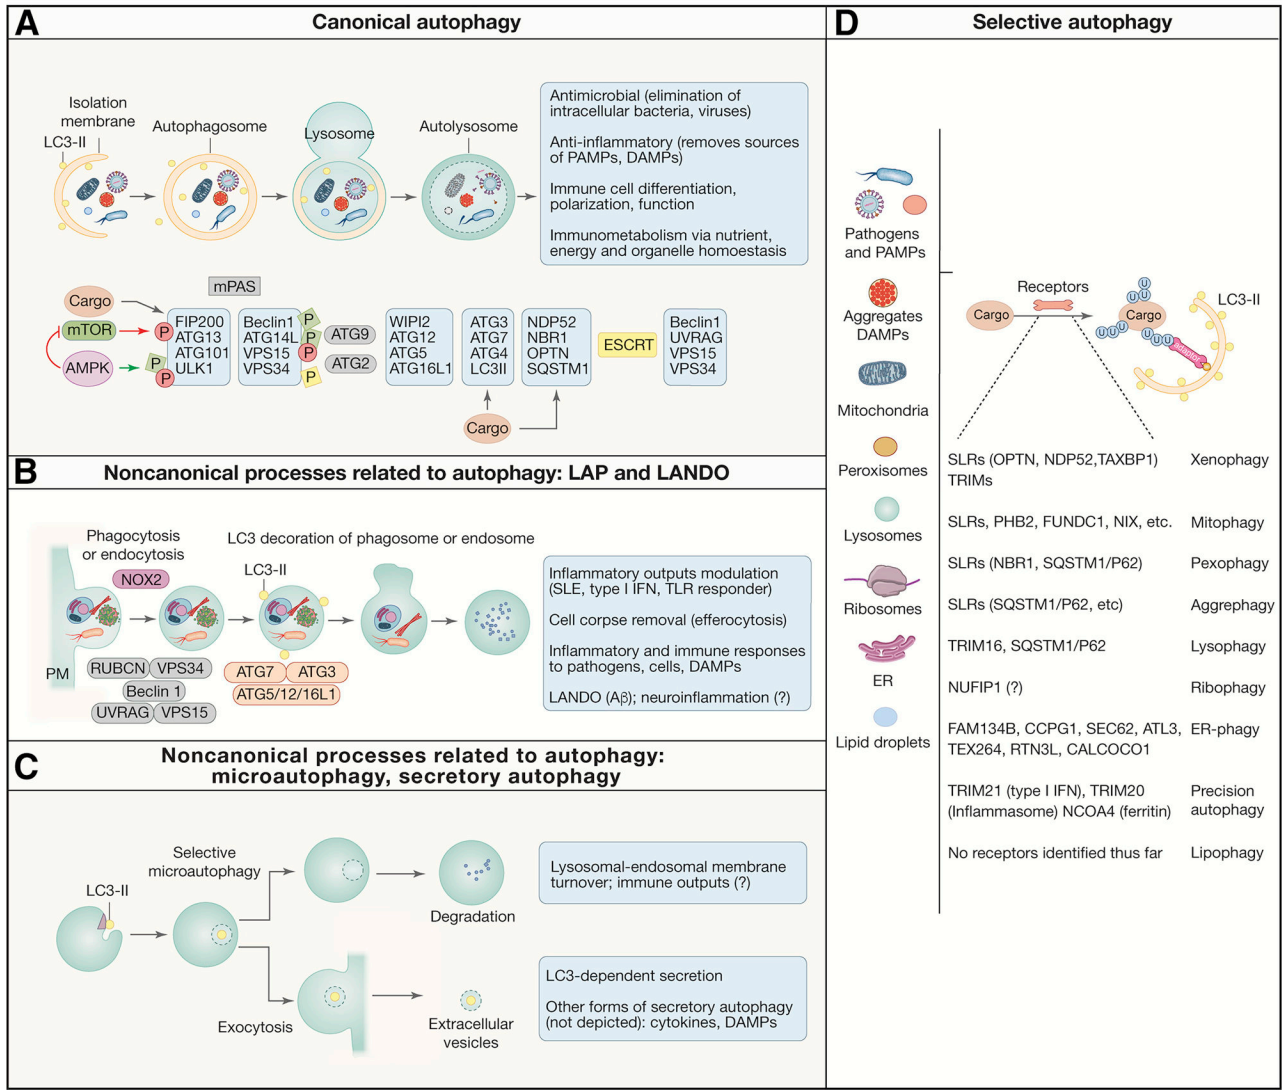 A
Canonical autophagy
Isolation
membrane
LC3-II
Autophagosome
Lysosome
Autolysosome
Antimicrobial (elimination of
intracellular bacteria, viruses)
Anti-inflammatory (removes sources
of PAMPs, DAMPs)
Immune cell differentiation,
polarization, function
Immunometabolism via nutrient,
energy and organelle homoestasis
mPAS
Cargo
mTOR
AMPK
P
P
P
FIP200
ATG13
ATG101
ULK1
Beclin1
ATG14L
VPS15
VPS34
P
P
P
P
ATG9
ATG2
WIPI2
ATG12
ATG5
ATG16L1
ATG3
ATG7
ATG4
LC3II
NDP52
NBR1
OPTN
SQSTM1
ESCRT
Beclin1
UVRAG
VPS15
VPS34
Cargo
B
Noncanonical processes related to autophagy: LAP and LANDO
Phagocytosis
or endocytosis
NOX2
LC3 decoration of phagosome or endosome
LC3-II
PM
RUBCN
VPS34
Beclin 1
UVRAG
VPS15
ATG7
ATG3
ATG5/12/16L1
Inflammatory outputs modulation
(SLE, type I IFN, TLR responder)
Cell corpse removal (efferocytosis)
Inflammatory and immune responses
to pathogens, cells, DAMPs
LANDO (Aβ); neuroinflammation (?)
C
Noncanonical processes related to autophagy:
microautophagy, secretory autophagy
LC3-II
Selective
microautophagy
Degradation
Lysosomal-endosomal membrane
turnover; immune outputs (?)
Exocytosis
Extracellular
vesicles
LC3-dependent secretion
Other forms of secretory autophagy
(not depicted): cytokines, DAMPs
D
Selective autophagy
Pathogens
and PAMPs
Aggregates
DAMPs
Mitochondria
Peroxisomes
Lysosomes
Ribosomes
ER
Lipid droplets
Cargo
Receptors
U
U
U
U
Cargo
U
U
U
U
U
U
adaptor
LC3-II
SLRs (OPTN, NDP52,TAXBP1)
TRIMs
Xenophagy
SLRs, PHB2, FUNDC1, NIX, etc.
Mitophagy
SLRs (NBR1, SQSTM1/P62)
Pexophagy
SLRs (SQSTM1/P62, etc)
Aggrephagy
TRIM16, SQSTM1/P62
Lysophagy
NUFIP1 (?)
Ribophagy
FAM134B, CCPG1, SEC62, ATL3,
TEX264, RTN3L, CALCOCO1
ER-phagy
TRIM21 (type I IFN), TRIM20
(Inflammasome) NCOA4 (ferritin)
Precision
autophagy
No receptors identified thus far
Lipophagy